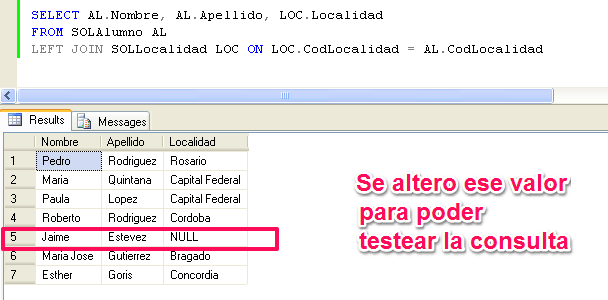 SELECT AL.Nombre, AL.Apellido, LOC.Localidad
FROM SOLAlumno AL
LEFT JOIN SOLLocalidad LOC ON LOC.CodLocalidad = AL.CodLocalidad
Results Messages
Nombre Apellido Localidad
1 Pedro Rodriguez Rosario
2 Maria Quintana Capital Federal
3 Paula Lopez Capital Federal
4 Roberto Rodriguez Cordoba
5 Jaime Estevez NULL
6 Maria Jose Gutierrez Bragado
7 Esther Goris Concordia
Se altero ese valor
para poder
testear la consulta